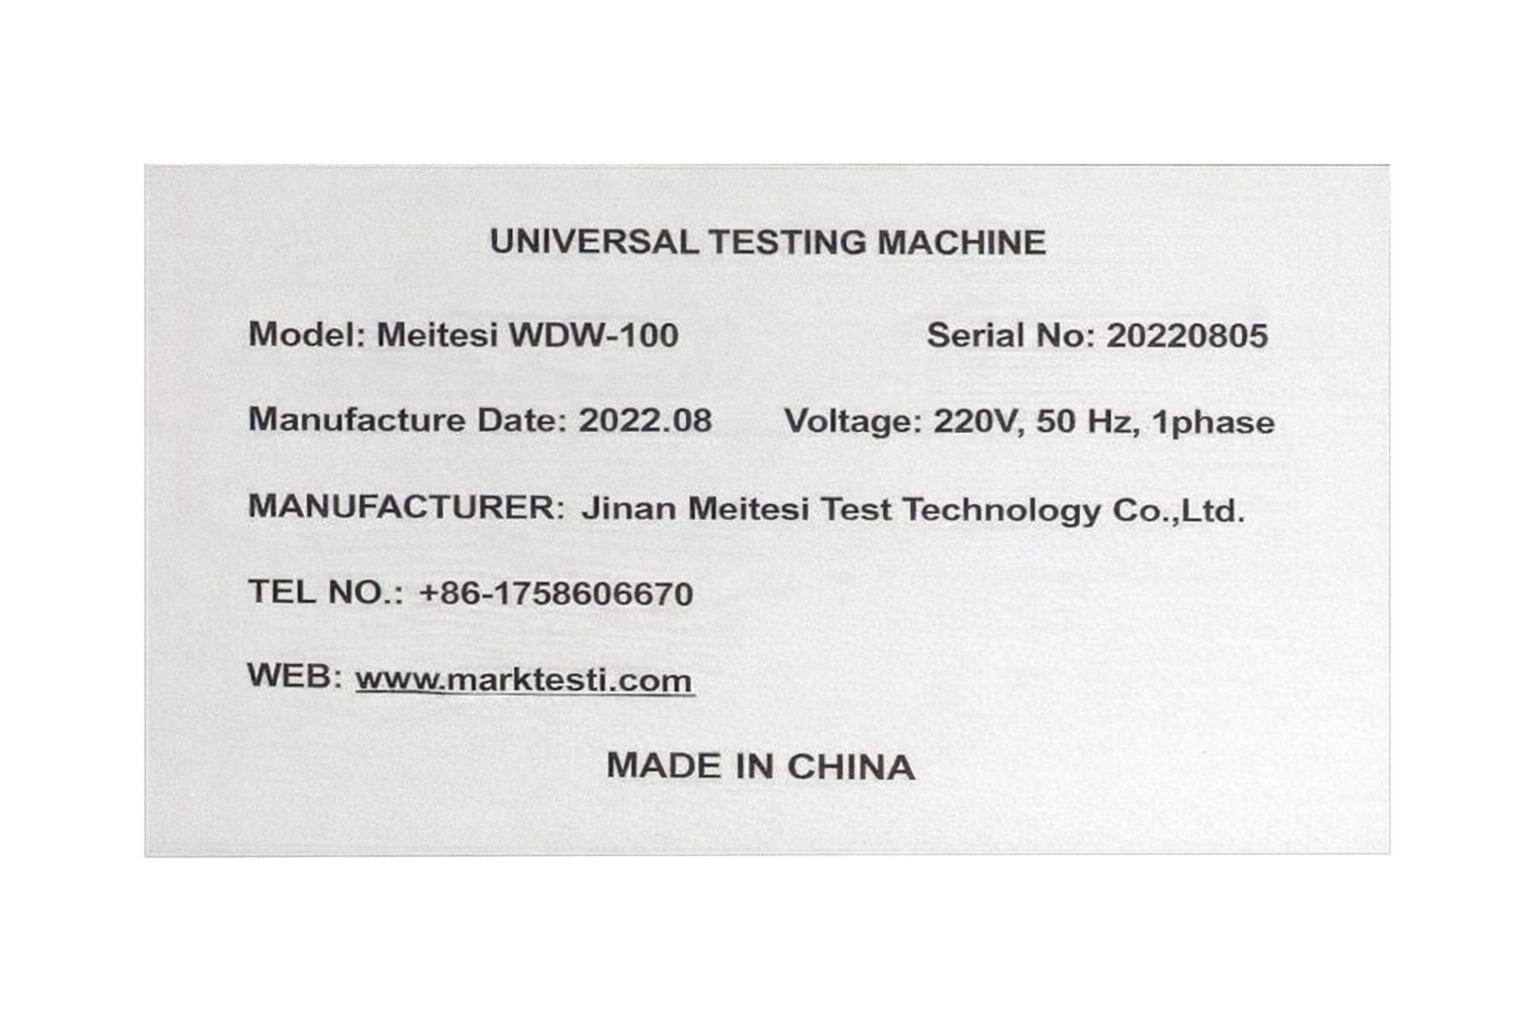 UNIVERSAL TESTING MACHINE
Model: Meitesi WDW-100 Serial No: 20220805
Manufacture Date: 2022.08 Voltage: 220V, 50 Hz, 1phase
MANUFACTURER: Jinan Meitesi Test Technology Co.,Ltd.
TEL NO.: +86-1758606670
WEB: www.marktesti.com
MADE IN CHINA